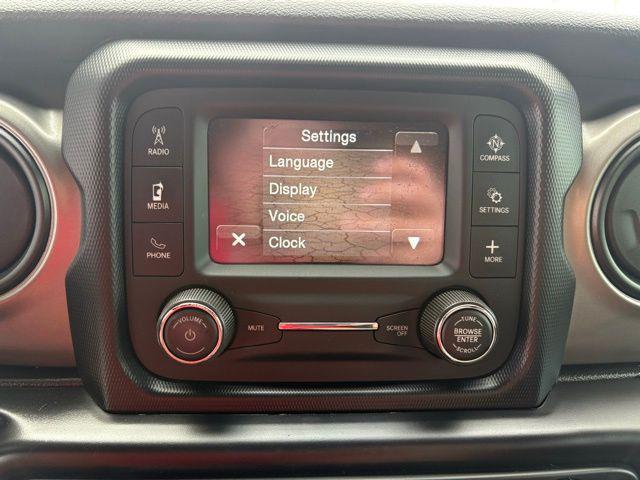 Settings
Language
Display
Voice
Clock
RADIO
MEDIA
PHONE
N
COMPASS
SETTINGS
MORE
VOLUME
MUTE
SCREEN
OFF
TUNE
BROWSE
ENTER
SCROLL